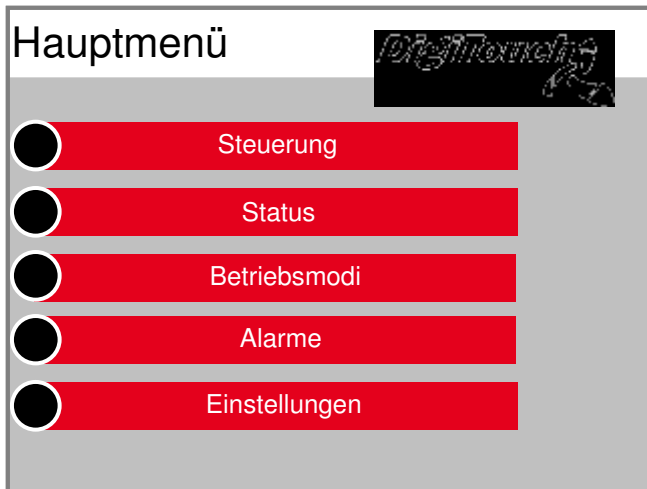 Hauptmenü
DigiTouch
Steuerung
Status
Betriebsmodi
Alarme
Einstellungen